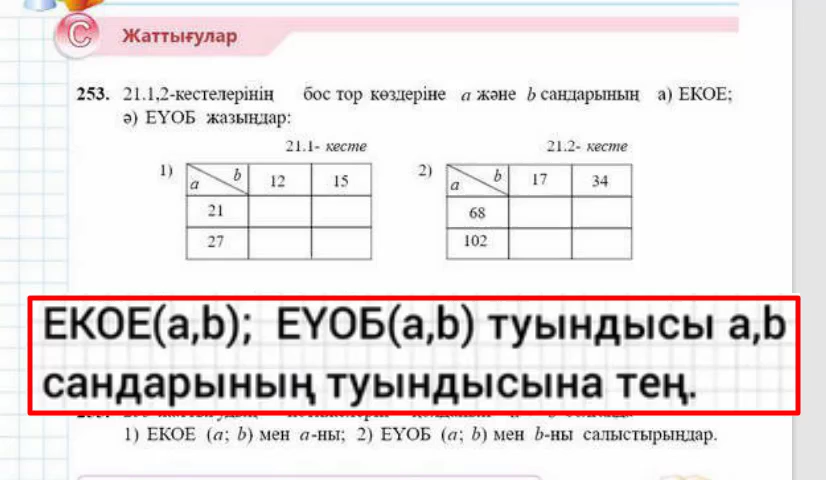 C Жаттығулар
253. 21.1,2-кестелерінің бос тор көздеріне a және b сандарының а) ЕКОЕ;
ә) ЕҮОБ жазыңдар:
21.1- кесте 21.2- кесте
1) b 12 15 2) b 17 34
a a
21 68
27 102
ЕКОЕ(a,b); ЕҮОБ(a,b) туындысы a,b
сандарының туындысына тең.
1) ЕКОЕ (a; b) мен a-ны; 2) ЕҮОБ (a; b) мен b-ны салыстырыңдар.